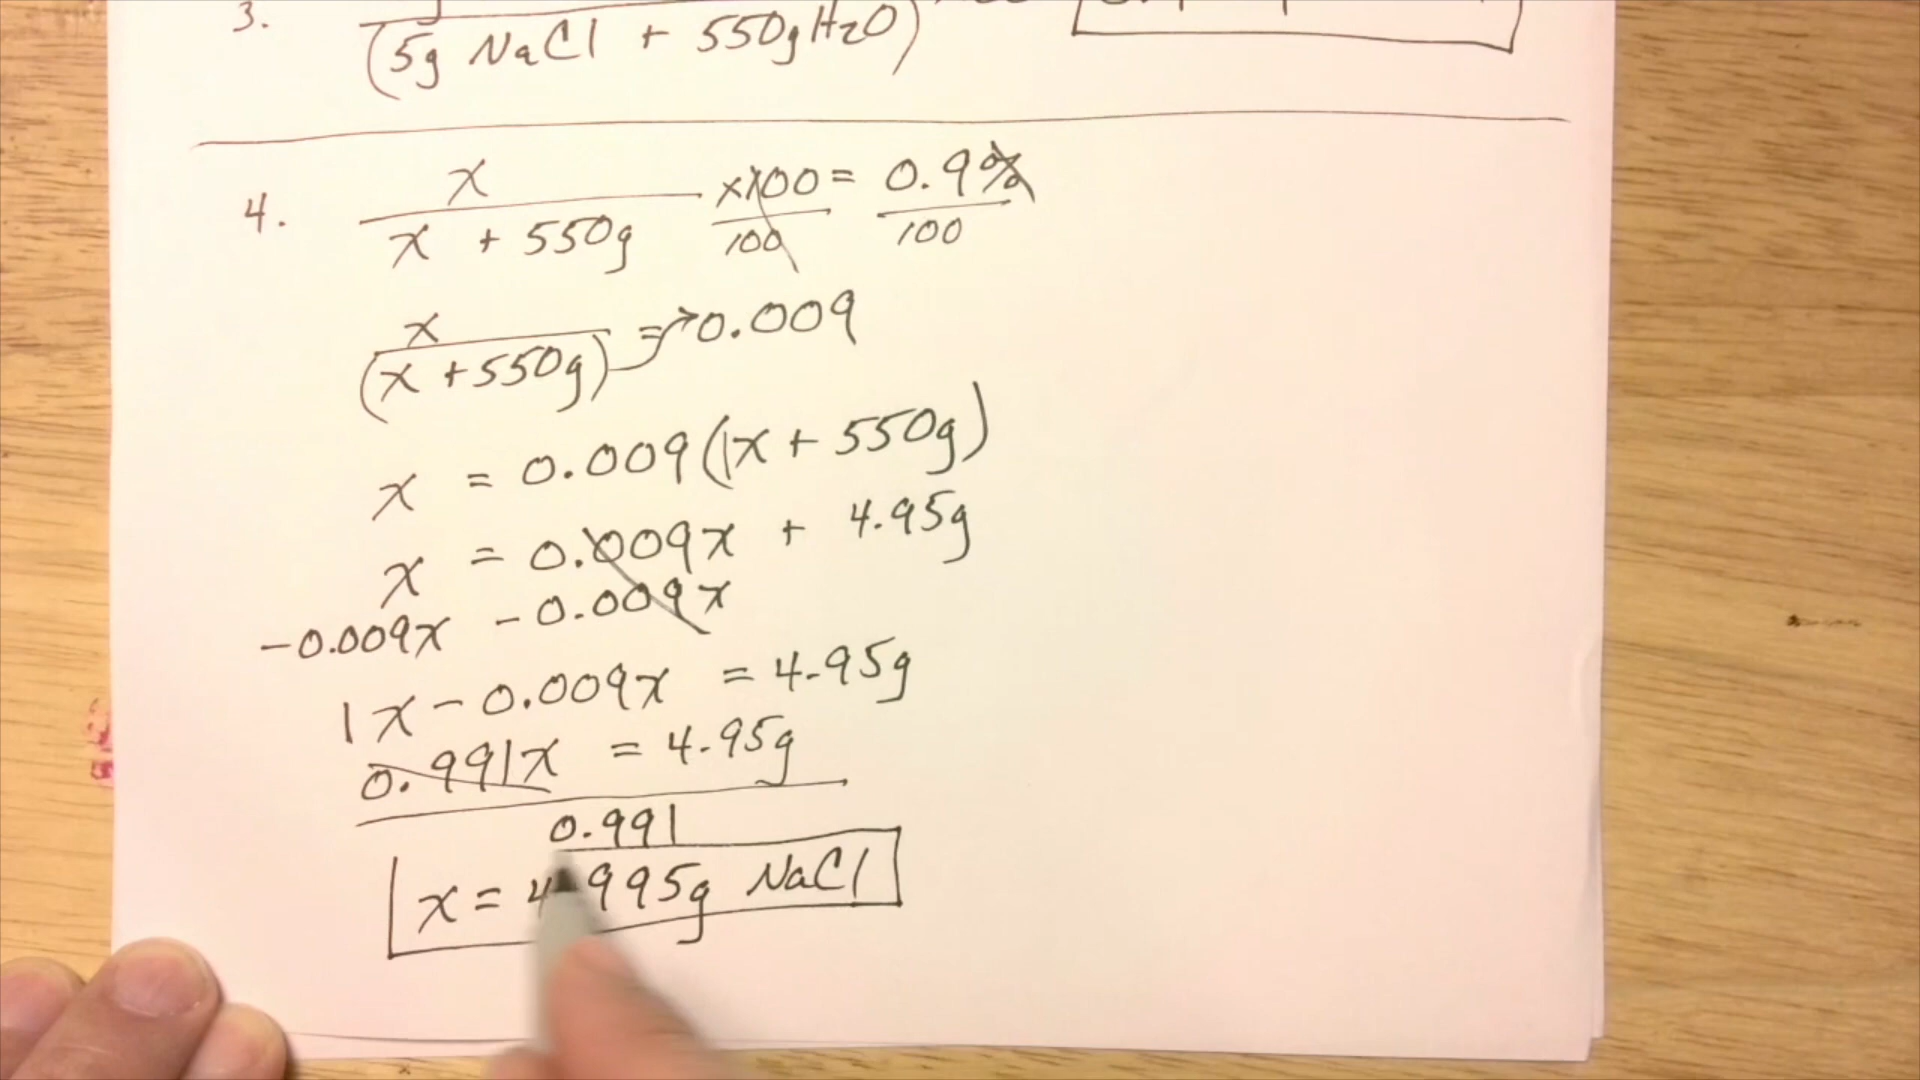 3.
(5g NaCl + 550gH2O)
4. x x100 = 0.9%
x + 550g 100 100
x = 0.009
(x + 550g)
x = 0.009(1x + 550g)
x = 0.009x + 4.95g
-0.009x -0.009x
1x - 0.009x = 4.95g
0.991x = 4.95g
0.991
x = 4.995g NaCl